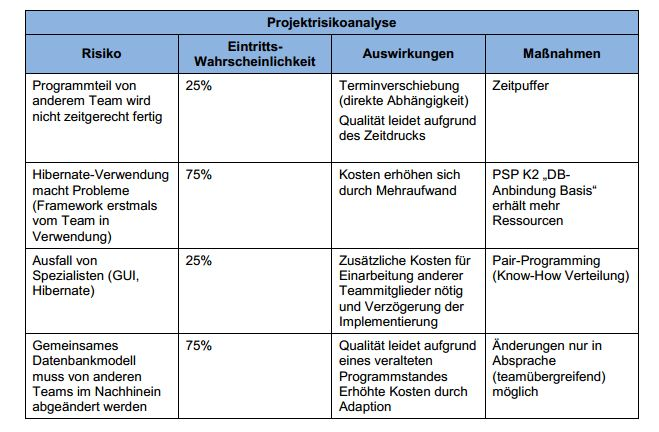 Projektrisikoanalyse
Risiko
Eintritts-
Wahrscheinlichkeit
Auswirkungen
Maßnahmen
Programmteil von
anderem Team wird
nicht zeitgerecht fertig
25%
Terminverschiebung
(direkte Abhängigkeit)
Qualität leidet aufgrund
des Zeitdrucks
Zeitpuffer
Hibernate-Verwendung
macht Probleme
(Framework erstmals
vom Team in
Verwendung)
75%
Kosten erhöhen sich
durch Mehraufwand
PSP K2 „DB-
Anbindung Basis“
erhält mehr
Ressourcen
Ausfall von
Spezialisten (GUI,
Hibernate)
25%
Zusätzliche Kosten für
Einarbeitung anderer
Teammitglieder nötig
und Verzögerung der
Implementierung
Pair-Programming
(Know-How Verteilung)
Gemeinsames
Datenbankmodell
muss von anderen
Teams im Nachhinein
abgeändert werden
75%
Qualität leidet aufgrund
eines veralteten
Programmstandes
Erhöhte Kosten durch
Adaption
Änderungen nur in
Absprache
(teamübergreifend)
möglich